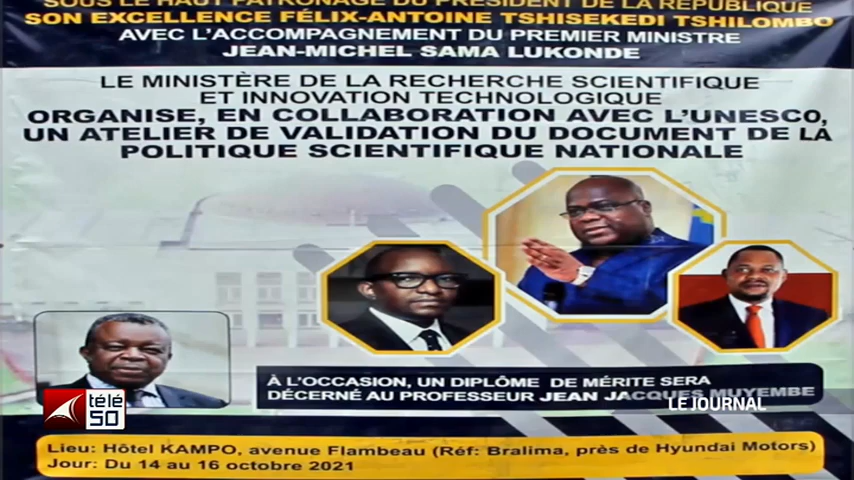 SOUS LE HAUT PATRONAGE DU PRÉSIDENT DE LA RÉPUBLIQUE
SON EXCELLENCE FÉLIX-ANTOINE TSHISEKEDI TSHILOMBO
AVEC L'ACCOMPAGNEMENT DU PREMIER MINISTRE
JEAN-MICHEL SAMA LUKONDE
LE MINISTÈRE DE LA RECHERCHE SCIENTIFIQUE
ET INNOVATION TECHNOLOGIQUE
ORGANISE, EN COLLABORATION AVEC L'UNESCO,
UN ATELIER DE VALIDATION DU DOCUMENT DE LA
POLITIQUE SCIENTIFIQUE NATIONALE
À L'OCCASION, UN DIPLÔME DE MÉRITE SERA
DÉCERNÉ AU PROFESSEUR JEAN JACQUES MUYEMBE
télé
50
LE JOURNAL
Lieu: Hôtel KAMPO, avenue Flambeau (Réf: Bralima, près de Hyundai Motors)
Jour: Du 14 au 16 octobre 2021